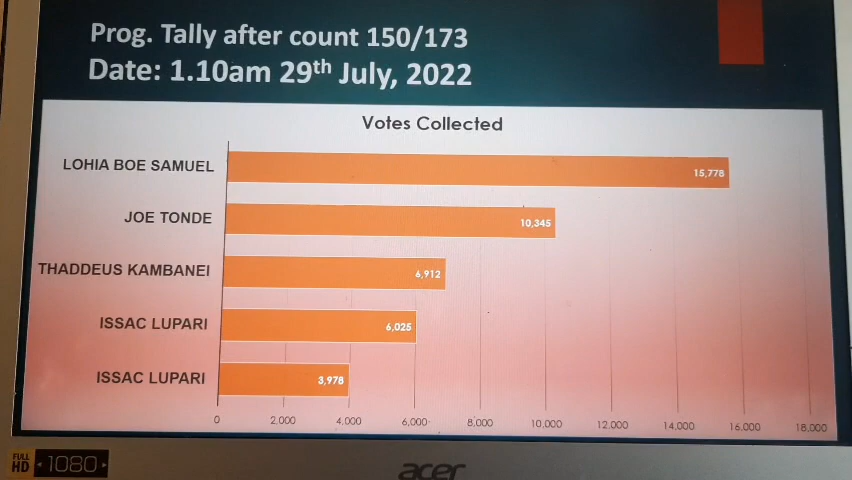 Prog. Tally after count 150/173
Date: 1.10am 29th July, 2022
Votes Collected
LOHIA BOE SAMUEL 15,778
JOE TONDE 10,345
THADDEUS KAMBANEI 6,912
ISSAC LUPARI 6,025
ISSAC LUPARI 3,978
0 2,000 4,000 6,000 8,000 10,000 12,000 14,000 16,000 18,000
FULL HD 1080
acer